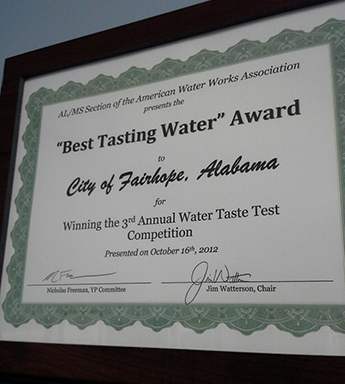 AL/MS Section of the American Water Works Association
presents the
"Best Tasting Water" Award
to
City of Fairhope, Alabama
for
Winning the 3rd Annual Water Taste Test
Competition
Presented on October 16th, 2012
Nicholas Freeman, YP Committee
Jim Watterson
Jim Watterson, Chair